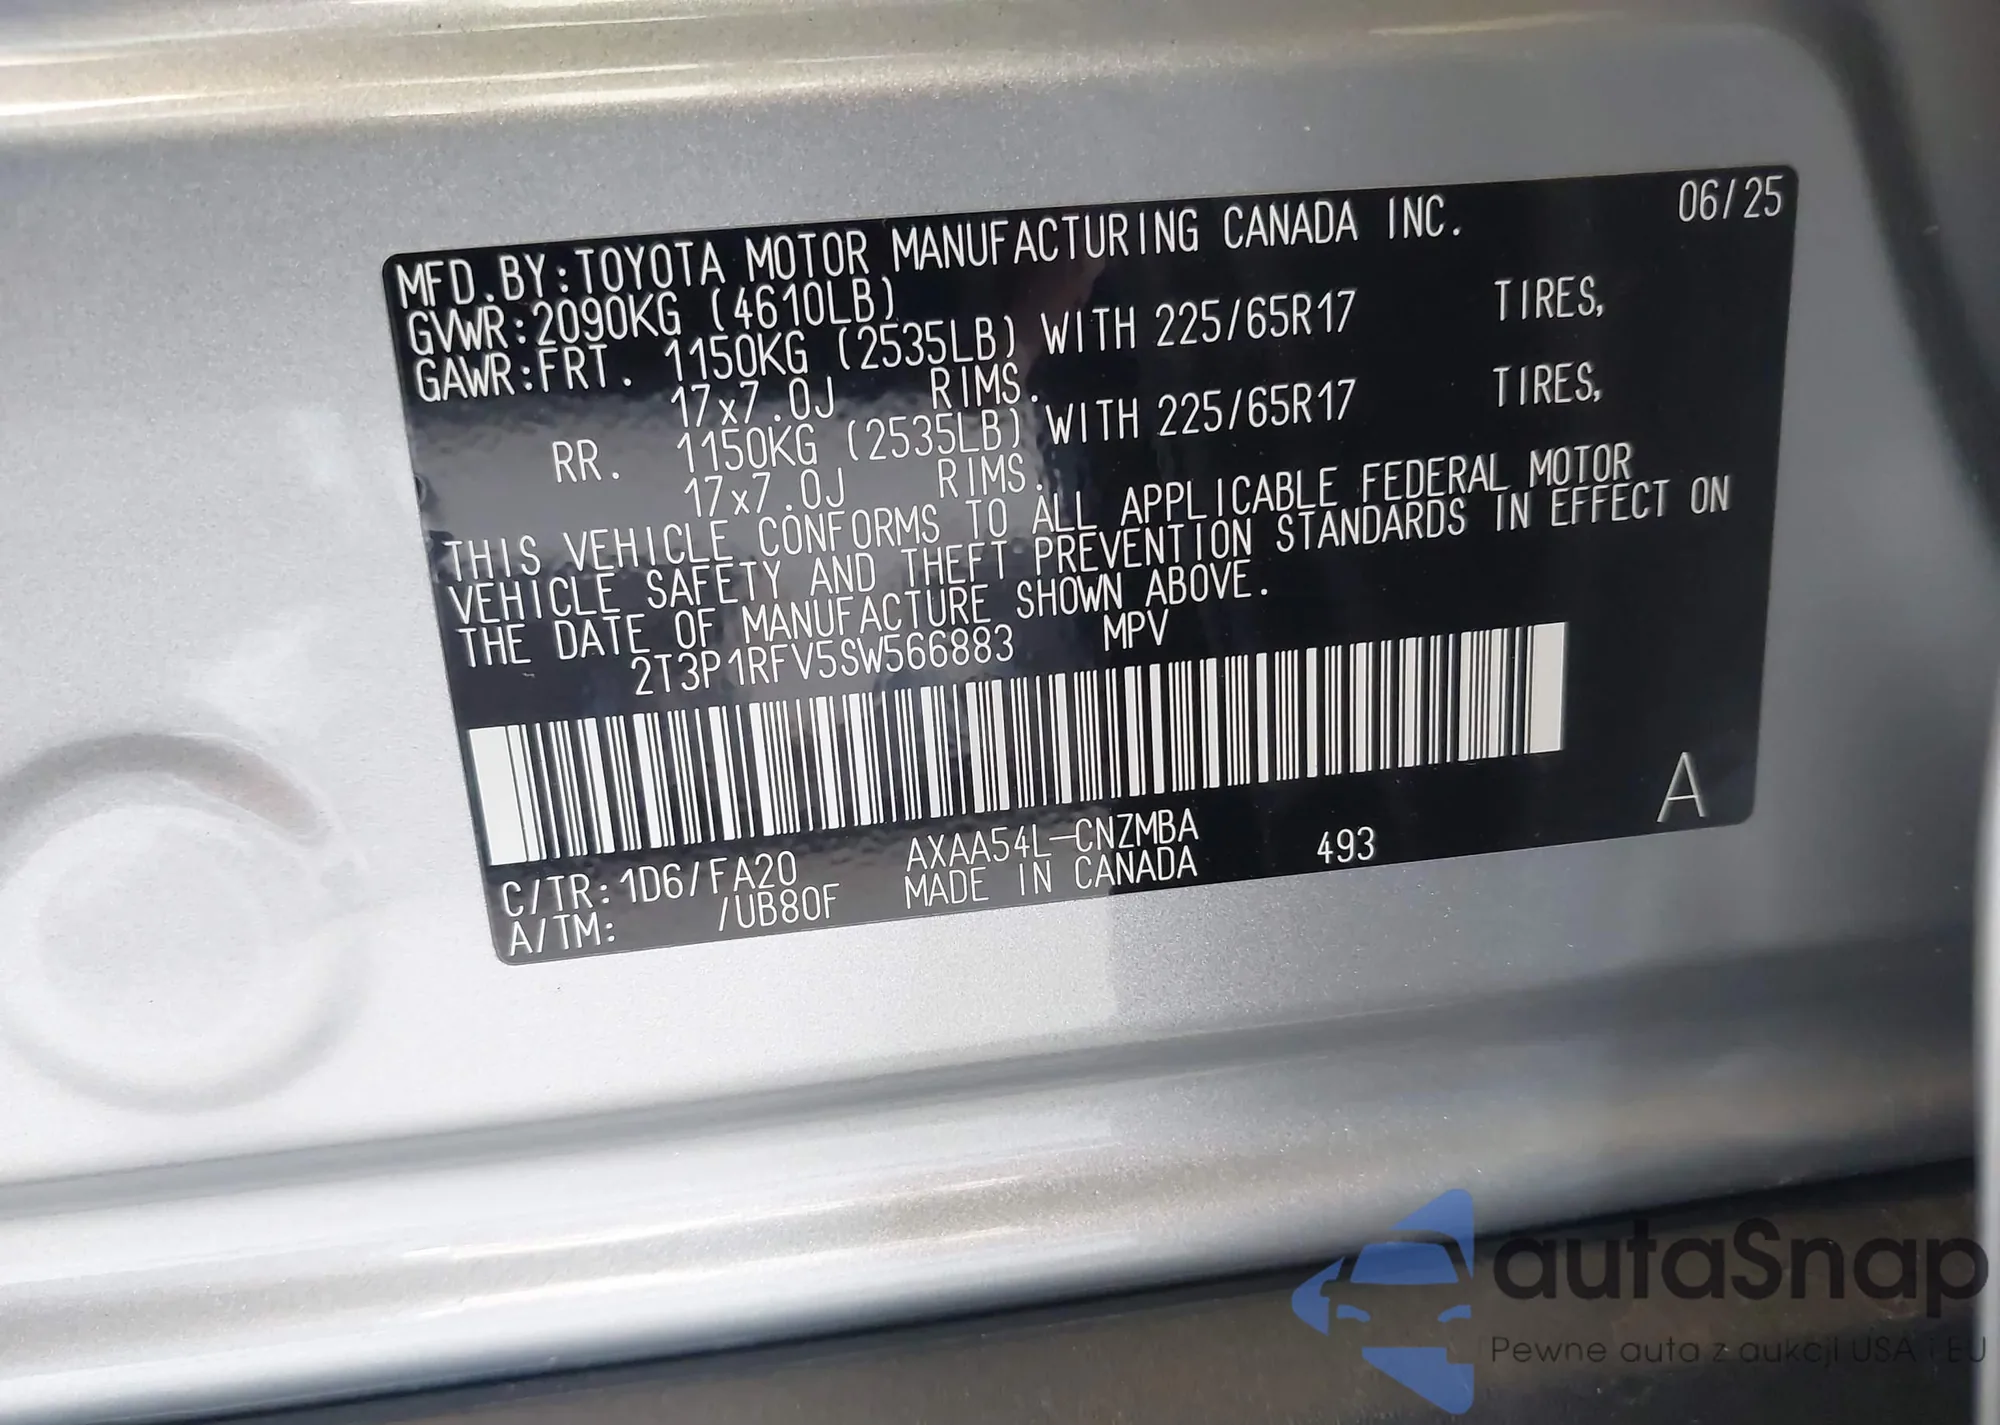 06/25
MFD.BY:TOYOTA MOTOR MANUFACTURING CANADA INC.
GVWR:2090KG (4610LB)
GAWR:FRT. 1150KG (2535LB) WITH 225/65R17 TIRES,
17x7.0J RIMS.
RR. 1150KG (2535LB) WITH 225/65R17 TIRES,
17x7.0J RIMS.
THIS VEHICLE CONFORMS TO ALL APPLICABLE FEDERAL MOTOR
VEHICLE SAFETY AND THEFT PREVENTION STANDARDS IN EFFECT ON
THE DATE OF MANUFACTURE SHOWN ABOVE.
2T3P1RFV5SW566883 MPV
C/TR:1D6/FA20 AXAA54L-CNZMBA 493 A
A/TM: /UB80F MADE IN CANADA
autaSnap
Pewne auta z aukcji USA i EU